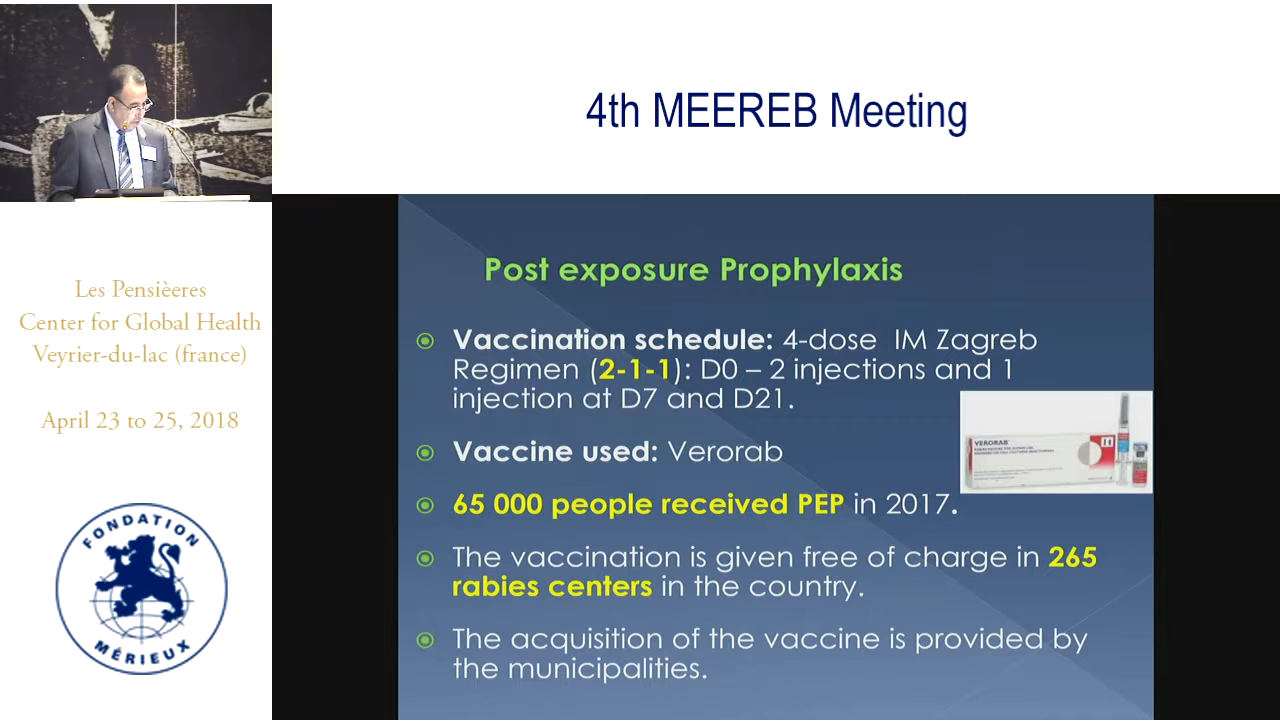 4th MEEREB Meeting
Les Pensièeres
Center for Global Health
Veyrier-du-lac (france)
April 23 to 25, 2018
FONDATION
MÉRIEUX
Post exposure Prophylaxis
Vaccination schedule: 4-dose IM Zagreb
Regimen (2-1-1): D0 – 2 injections and 1
injection at D7 and D21.
Vaccine used: Verorab
65 000 people received PEP in 2017.
The vaccination is given free of charge in 265
rabies centers in the country.
The acquisition of the vaccine is provided by
the municipalities.
VERORAB